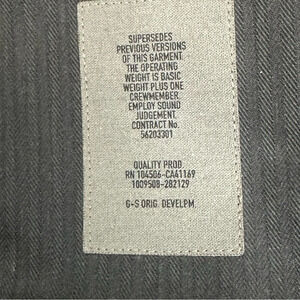 SUPERSEDES
PREVIOUS VERSIONS
OF THIS GARMENT.
THE OPERATING
WEIGHT IS BASIC
WEIGHT PLUS ONE
CREWMEMBER.
EMPLOY SOUND
JUDGEMENT.
CONTRACT No.
56203301
QUALITY PROD
RN 104506-CA41169
1009508-282129
G-S ORIG. DEVELPM.